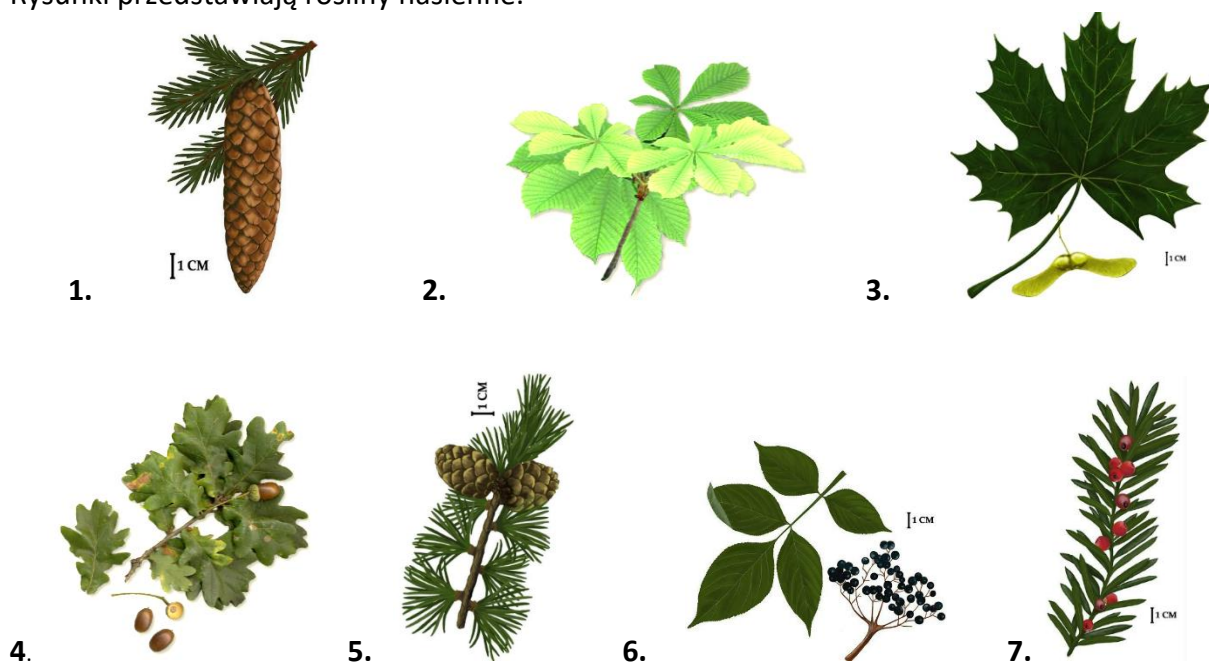 Rysunki przedstawiają rośliny nasienne.
1 CM
1.
2.
1 CM
3.
4.
1 CM
5.
1 CM
6.
1 CM
7.